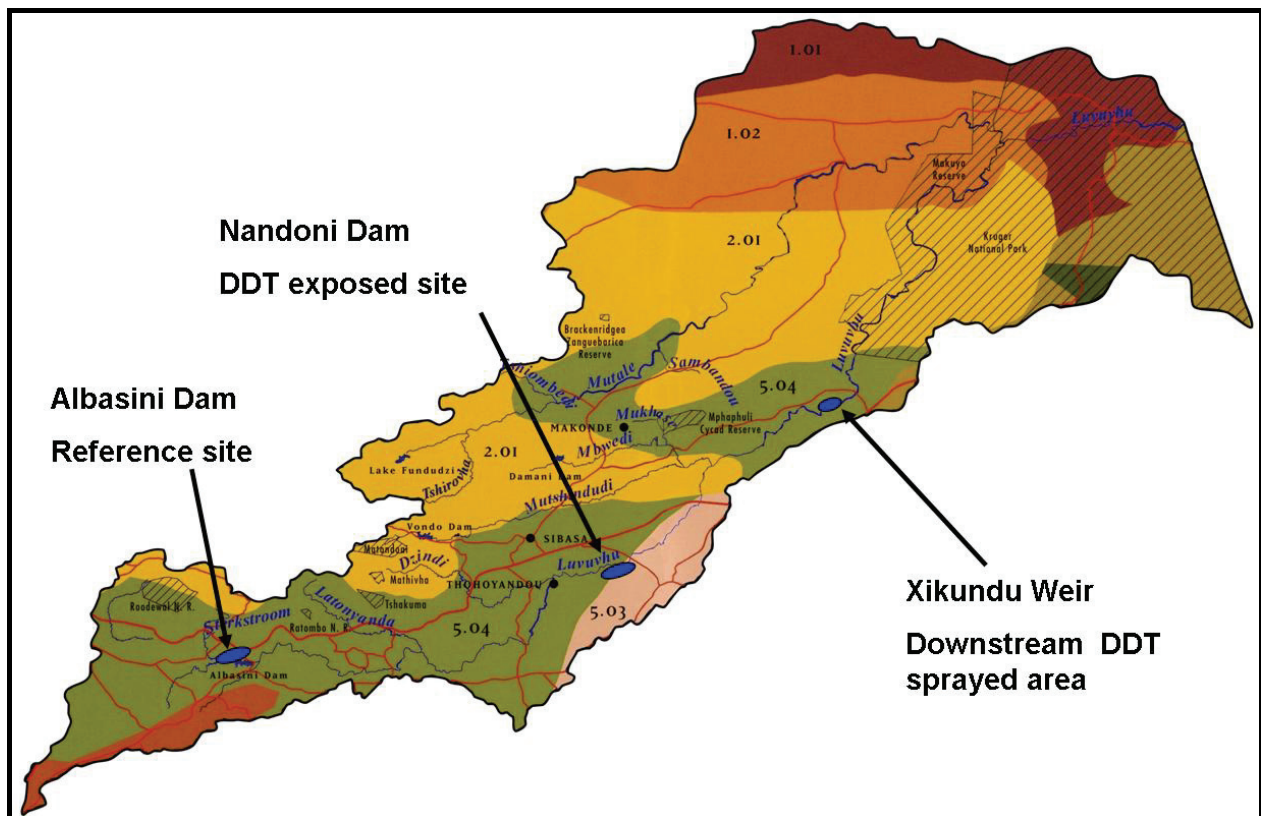 1.01
Luvuvhu
1.02
Makuya
Reserve
Nandoni Dam
DDT exposed site
2.01
Kruger
National Park
Brackenridgea
Zanguebarica
Reserve
Luvuvhu
Mutale
Sambandou
5.04
Albasini Dam
Reference site
Mukhase
MAKONDE
Mphaphuli
Cycad Reserve
Mbwedi
2.01
Lake Fundudzi
Tshirovha
Damani Dam
Mutshindudi
Vondo Dam
SIBASA
Matandoni
Dzindi
Luvuvhu
Mathivha
THOHOYANDOU
Xikundu Weir
Downstream DDT
sprayed area
Roodewal N. R.
Tshakuma
Latonyanda
5.03
Sterkstroom
Ratombo N. R.
5.04
Albasini Dam